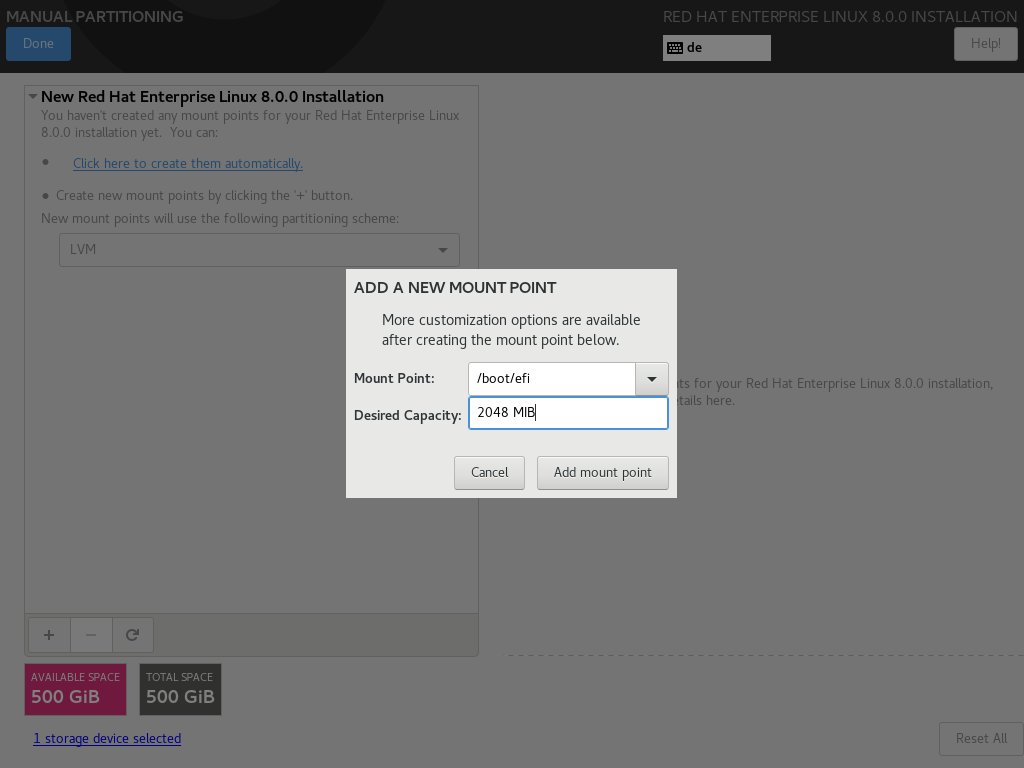 MANUAL PARTITIONING
RED HAT ENTERPRISE LINUX 8.0.0 INSTALLATION
Done
de
Help!
New Red Hat Enterprise Linux 8.0.0 Installation
You haven't created any mount points for your Red Hat Enterprise Linux
8.0.0 installation yet. You can:
• Click here to create them automatically.
• Create new mount points by clicking the '+' button.
New mount points will use the following partitioning scheme:
LVM
ADD A NEW MOUNT POINT
More customization options are available
after creating the mount point below.
Mount Point: /boot/efi
for your Red Hat Enterprise Linux 8.0.0 installation,
here.
Desired Capacity: 2048 MIB
Cancel
Add mount point
AVAILABLE SPACE
500 GiB
TOTAL SPACE
500 GiB
1 storage device selected
Reset All